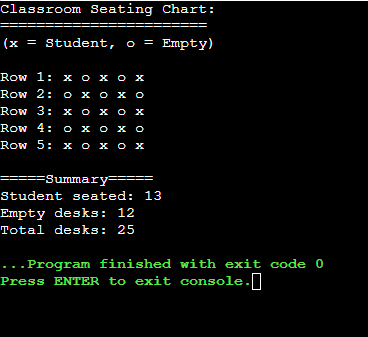 Classroom Seating Chart:
=======================
(x = Student, o = Empty)
Row 1: x o x o x
Row 2: o x o x o
Row 3: x o x o x
Row 4: o x o x o
Row 5: x o x o x
=====Summary=====
Student seated: 13
Empty desks: 12
Total desks: 25
...Program finished with exit code 0
Press ENTER to exit console.